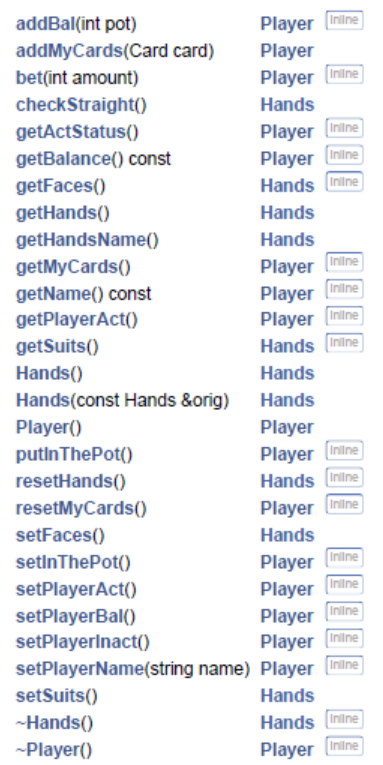 addBal(int pot) Player Inline
addMyCards(Card card) Player
bet(int amount) Player Inline
checkStraight() Hands
getActStatus() Player Inline
getBalance() const Player Inline
getFaces() Hands Inline
getHands() Hands
getHandsName() Hands
getMyCards() Player Inline
getName() const Player Inline
getPlayerAct() Player Inline
getSuits() Hands Inline
Hands() Hands
Hands(const Hands &orig) Hands
Player() Player
putInThePot() Player Inline
resetHands() Hands Inline
resetMyCards() Player Inline
setFaces() Hands
setInThePot() Player Inline
setPlayerAct() Player Inline
setPlayerBal() Player Inline
setPlayerInact() Player Inline
setPlayerName(string name) Player Inline
setSuits() Hands
~Hands() Hands Inline
~Player() Player Inline